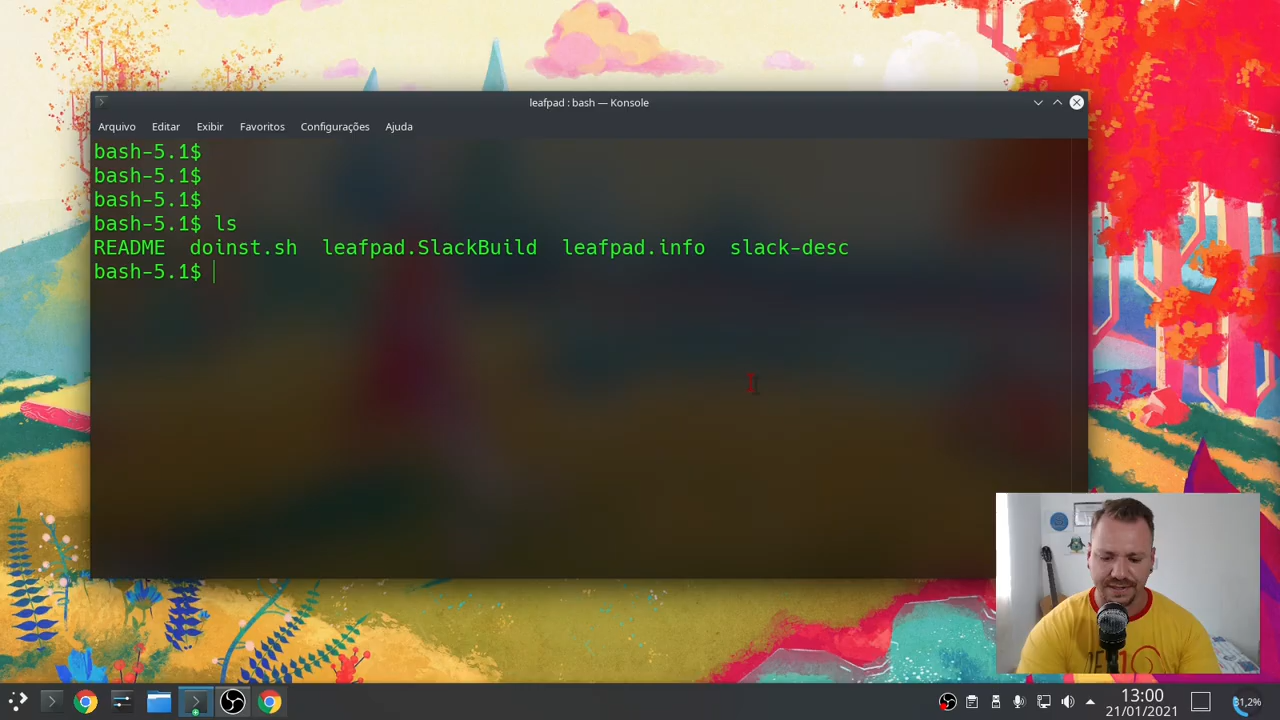 leafpad : bash — Konsole
Arquivo Editar Exibir Favoritos Configurações Ajuda
bash-5.1$
bash-5.1$
bash-5.1$
bash-5.1$ ls
README doinst.sh leafpad.SlackBuild leafpad.info slack-desc
bash-5.1$
13:00
21/01/2021
31,2%